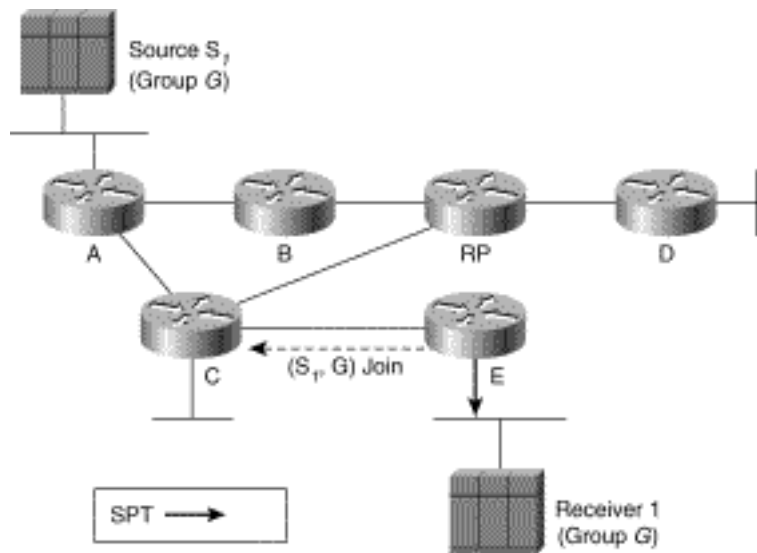 Source S1
(Group G)
A
B
RP
D
C
(S1, G) Join
E
SPT
Receiver 1
(Group G)